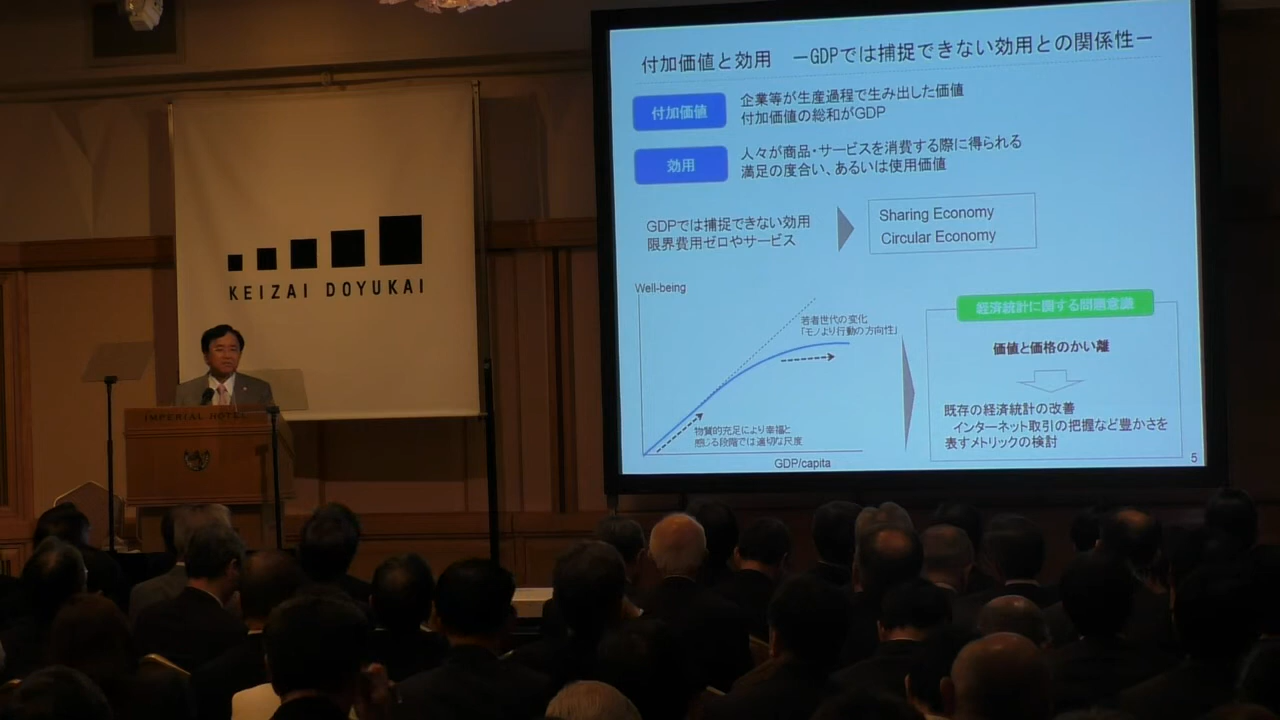 付加価値と効用　－GDPでは捕捉できない効用との関係性－
付加価値
企業等が生産過程で生み出した価値
付加価値の総和がGDP
効用
人々が商品・サービスを消費する際に得られる
満足の度合い、あるいは使用価値
GDPでは捕捉できない効用
限界費用ゼロやサービス
Sharing Economy
Circular Economy
Well-being
若者世代の変化
「モノより行動の方向性」
物質的充足により幸福と
感じる段階では適切な尺度
GDP/capita
経済統計に関する問題意識
価値と価格のかい離
既存の経済統計の改善
インターネット取引の把握など豊かさを
表すメトリックの検討
5
KEIZAI DOYUKAI
IMPERIAL HOTEL